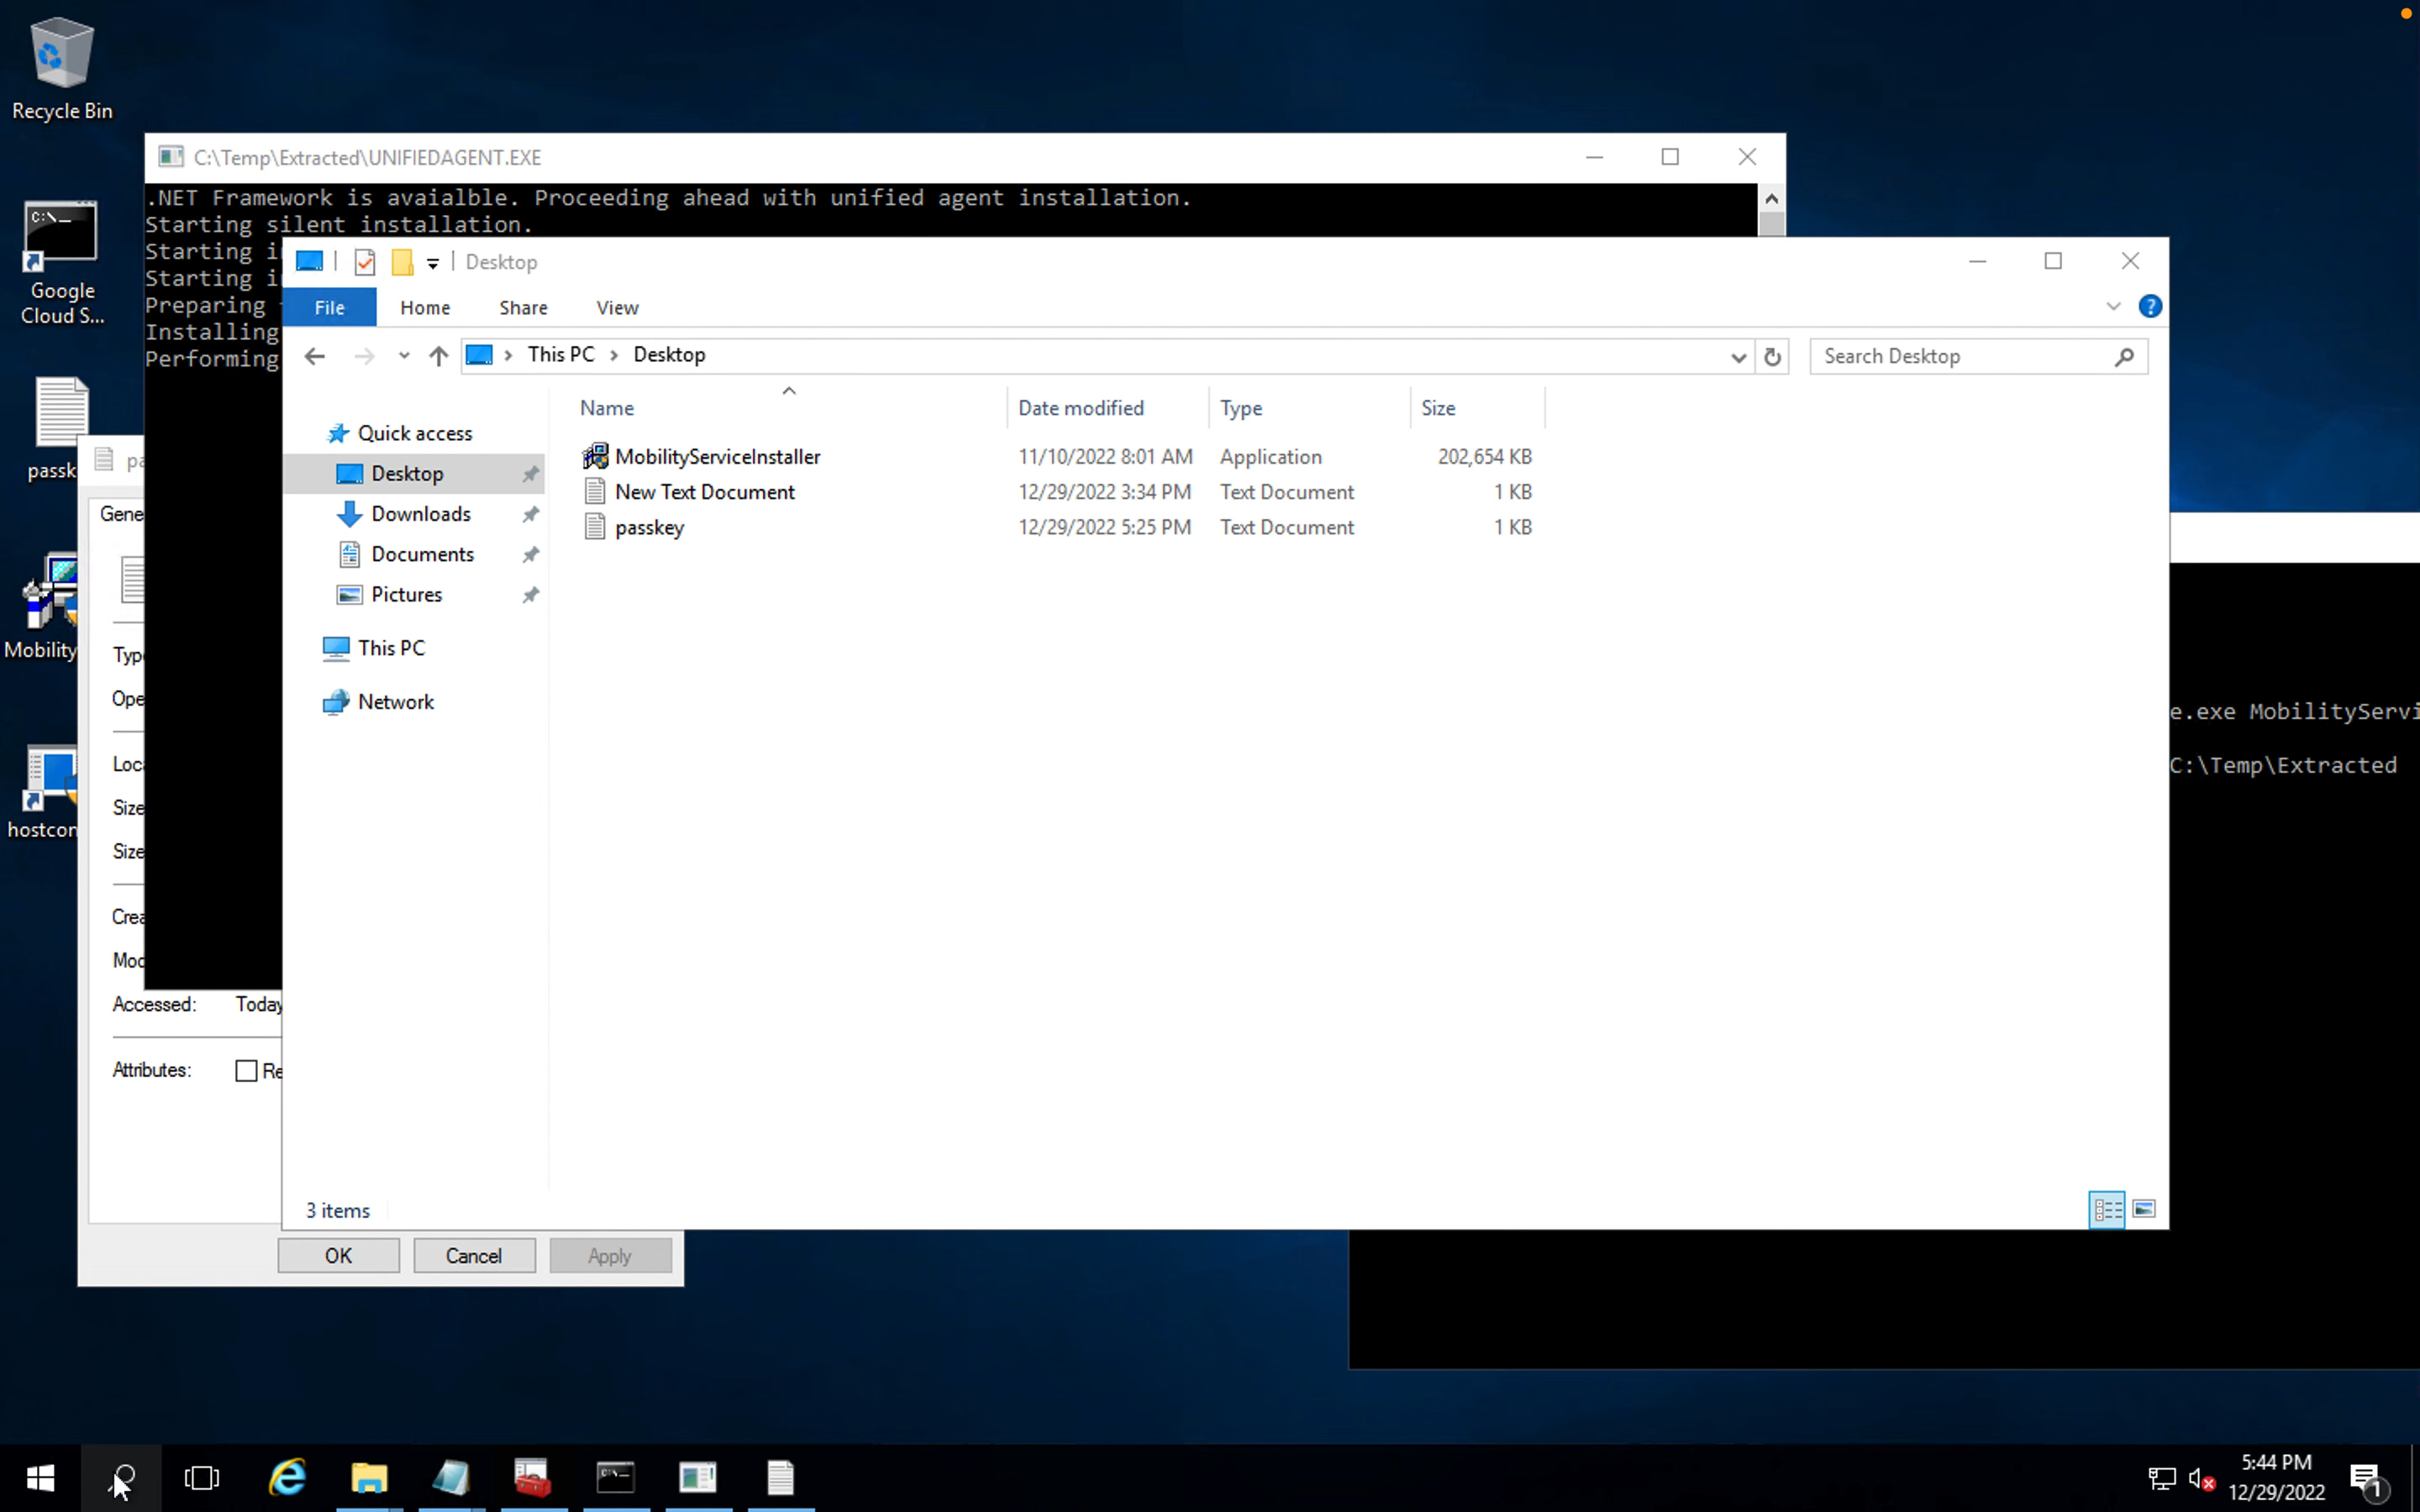 Recycle Bin
Google
Cloud S...
passk
Mobility
hostcon
C:\Temp\Extracted\UNIFIEDAGENT.EXE
.NET Framework is avaialble. Proceeding ahead with unified agent installation.
Starting silent installation.
Starting i
Starting i
Preparing
Installing
Performing
Desktop
File Home Share View
This PC > Desktop
Search Desktop
Name Date modified Type Size
Quick access
Desktop
Downloads
Documents
Pictures
This PC
Network
MobilityServiceInstaller 11/10/2022 8:01 AM Application 202,654 KB
New Text Document 12/29/2022 3:34 PM Text Document 1 KB
passkey 12/29/2022 5:25 PM Text Document 1 KB
3 items
pa
Gene
Type
Ope
Loc
Size
Size
Crea
Mod
Accessed: Today
Attributes: Re
OK Cancel Apply
e.exe MobilityServi
C:\Temp\Extracted
5:44 PM
12/29/2022
1